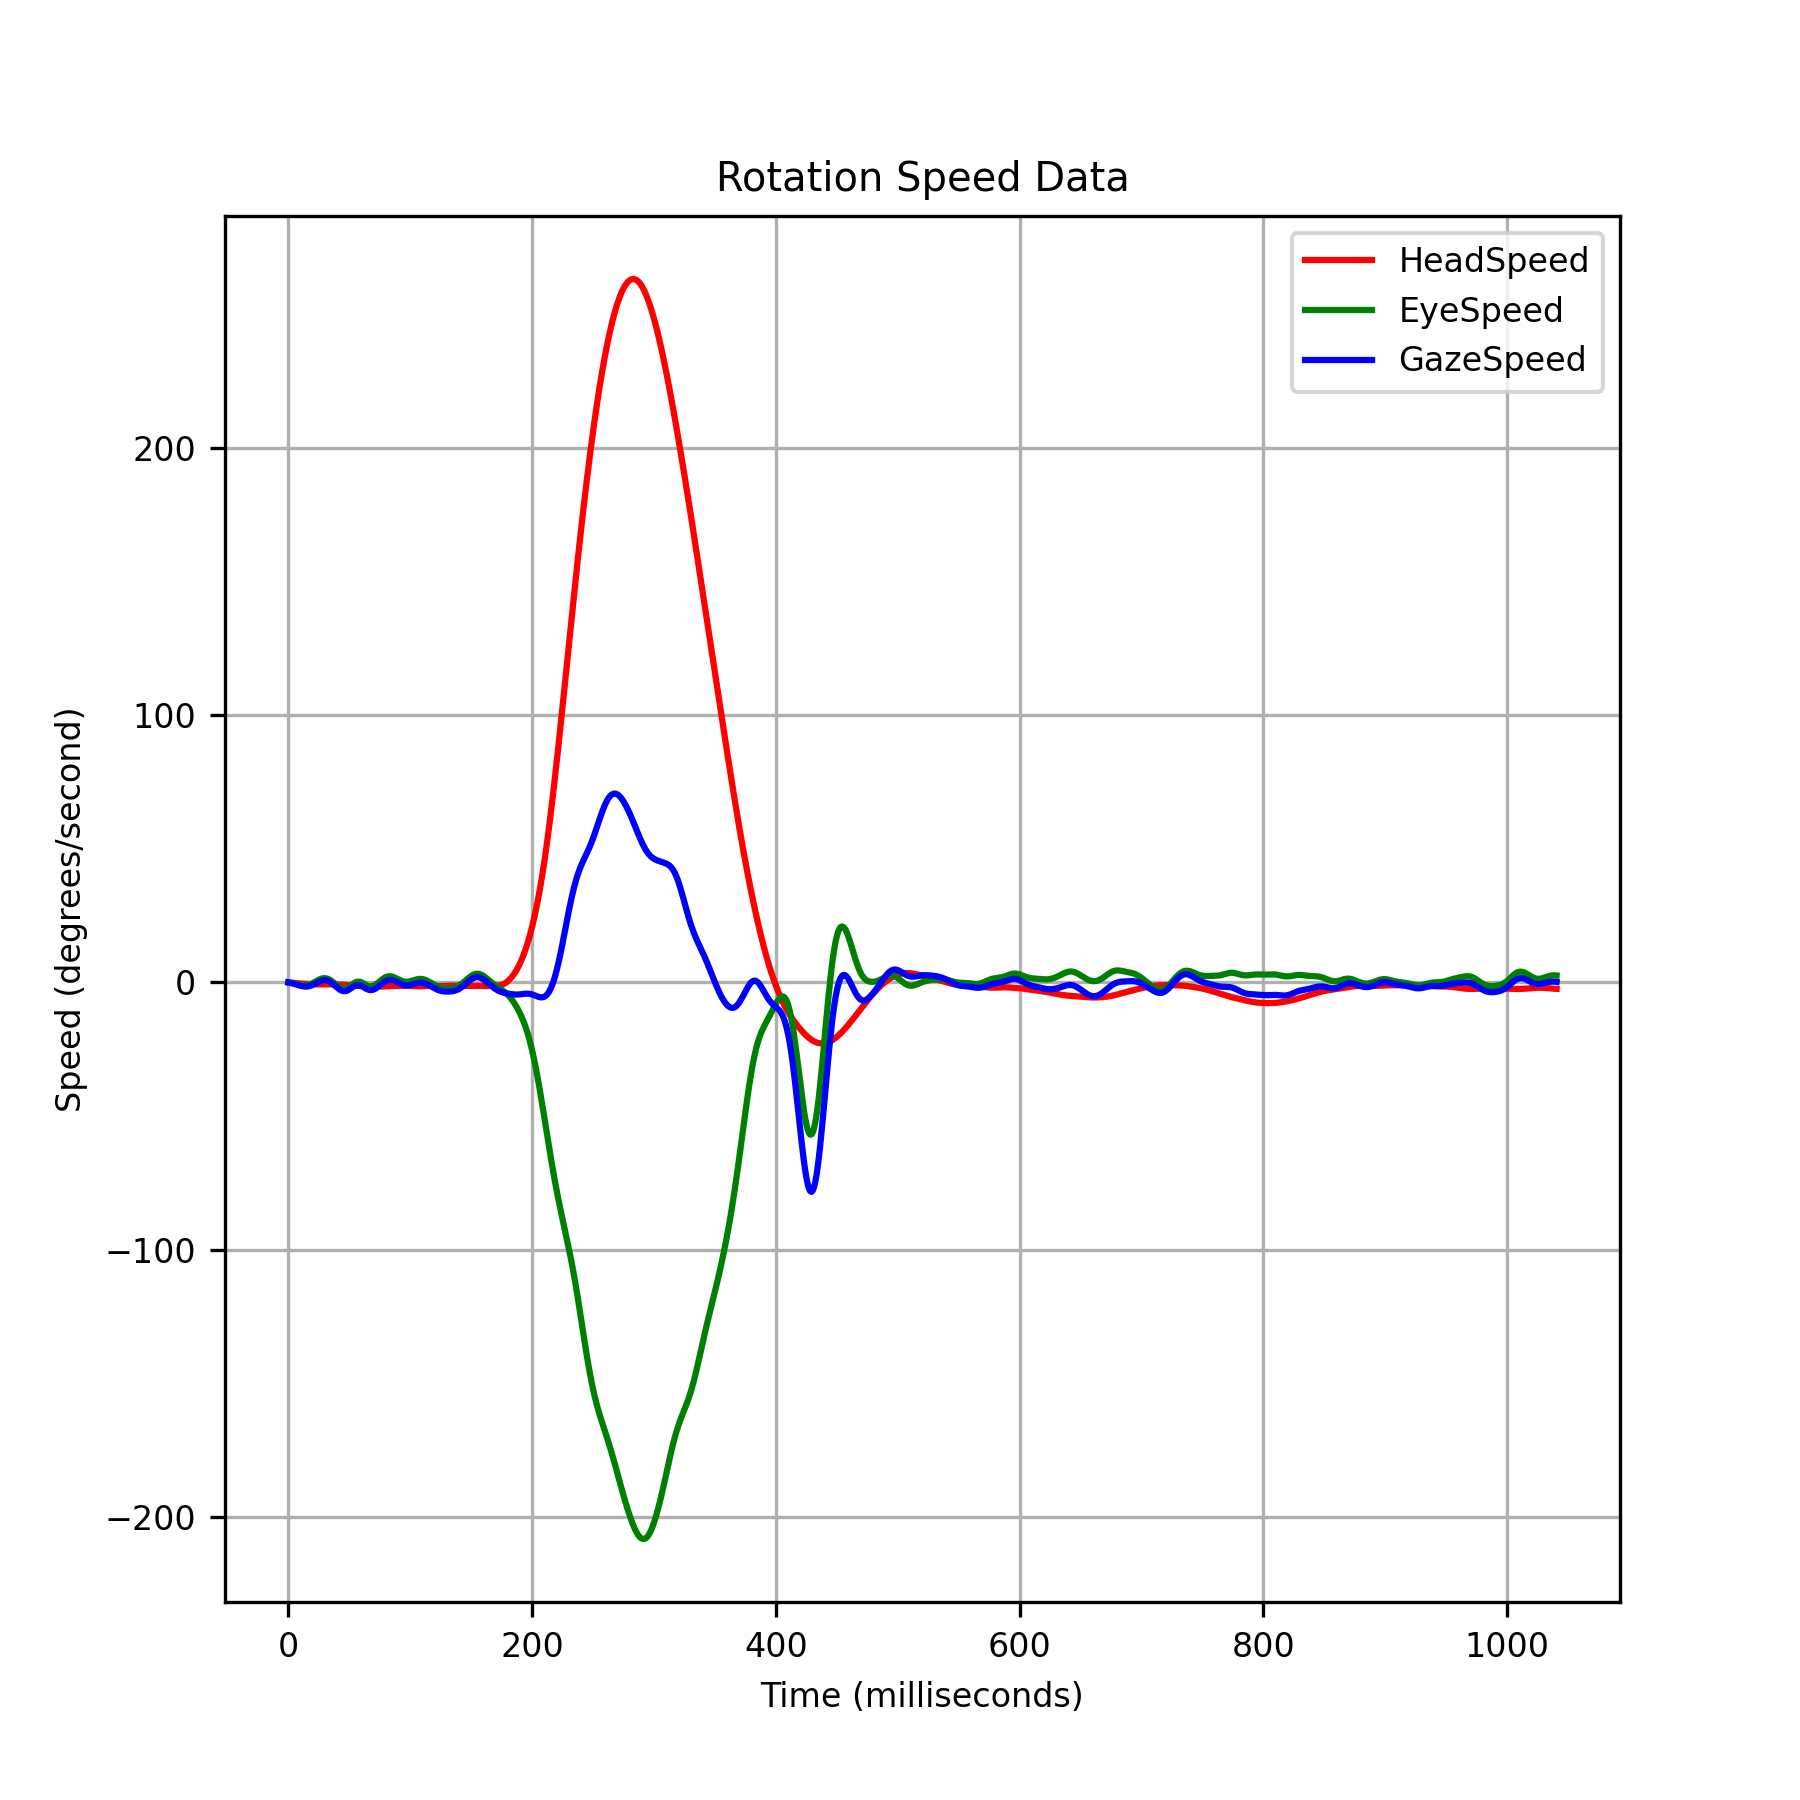 Rotation Speed Data
HeadSpeed
EyeSpeed
GazeSpeed
Speed (degrees/second)
200
100
0
−100
−200
0 200 400 600 800 1000
Time (milliseconds)